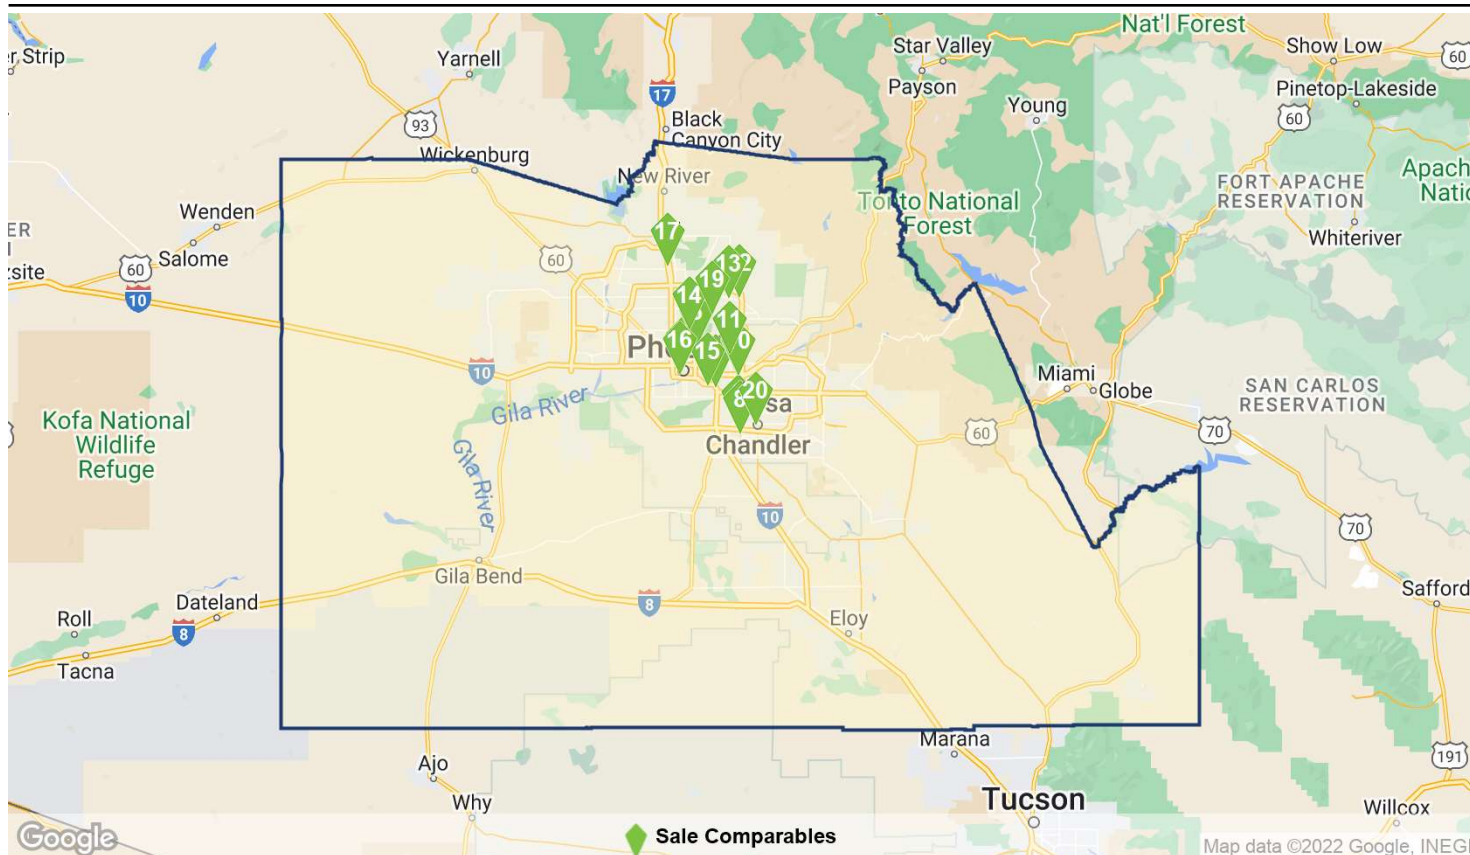 Nat'l Forest
Star Valley
Show Low
r Strip
Yarnell
60
17
Payson
Pinetop-Lakeside
Young
60
93
Black
Canyon City
Wickenburg
New River
Apach
Natio
FORT APACHE
RESERVATION
Tonto National
Forest
Wenden
ER
17
Whiteriver
Salome
60
60
zsite
10
13
2
19
14
11
16
15
0
10
Miami
Globe
20
8
SAN CARLOS
RESERVATION
Gila River
Kofa National
Wildlife
Refuge
60
70
Chandler
Gila River
10
70
Gila Bend
8
Safford
Dateland
Roll
8
Eloy
Tacna
Marana
191
Ajo
Tucson
Why
Willcox
Google
Sale Comparables
Map data ©2022 Google, INEGI